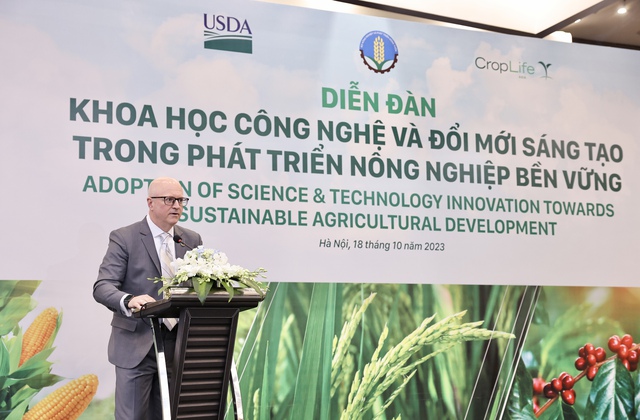 USDA
CropLife
DIỄN ĐÀN
KHOA HỌC CÔNG NGHỆ VÀ ĐỔI MỚI SÁNG TẠO
TRONG PHÁT TRIỂN NÔNG NGHIỆP BỀN VỮNG
ADOPTION OF SCIENCE & TECHNOLOGY INNOVATION TOWARDS
SUSTAINABLE AGRICULTURAL DEVELOPMENT
Hà Nội, 18 tháng 10 năm 2023